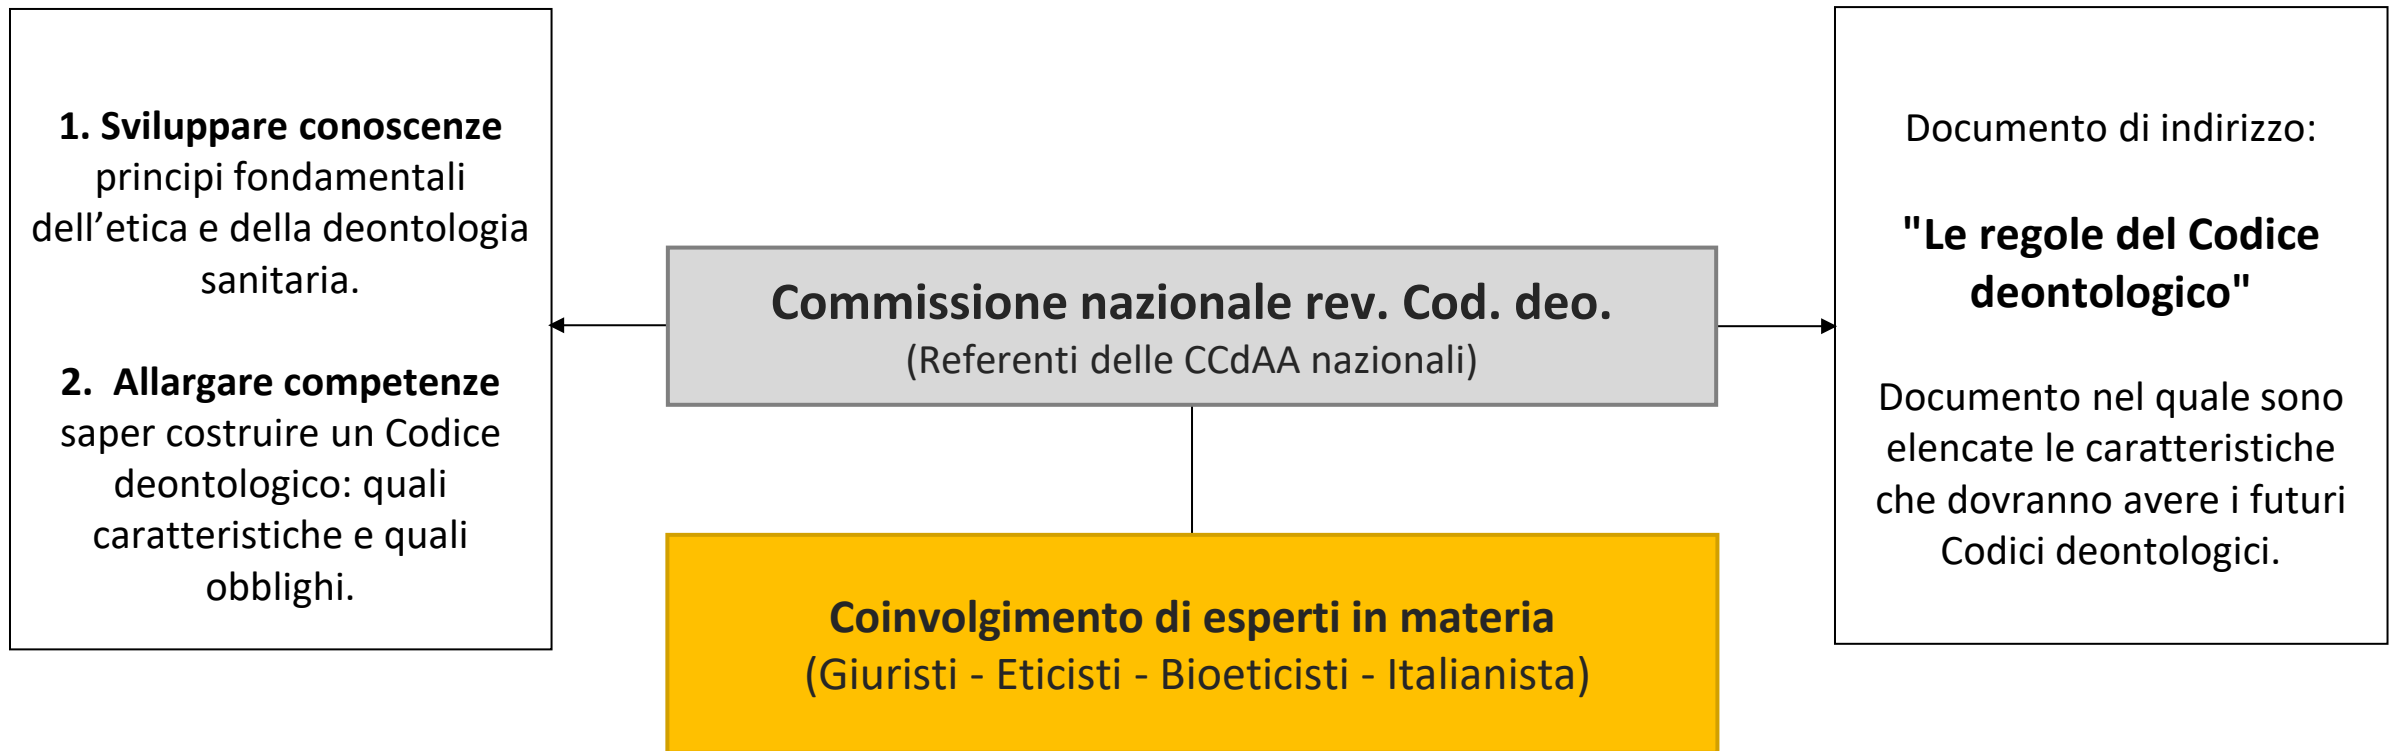 1. Sviluppare conoscenze
principi fondamentali
dell’etica e della deontologia
sanitaria.
2.  Allargare competenze
saper costruire un Codice
deontologico: quali
caratteristiche e quali
obblighi.
Commissione nazionale rev. Cod. deo.
(Referenti delle CCdAA nazionali)
Coinvolgimento di esperti in materia
(Giuristi - Eticisti - Bioeticisti - Italianista)
Documento di indirizzo:
"Le regole del Codice
deontologico"
Documento nel quale sono
elencate le caratteristiche
che dovranno avere i futuri
Codici deontologici.